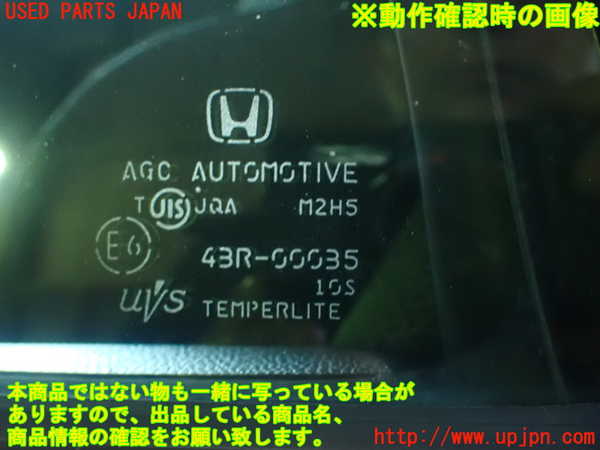 USED PARTS JAPAN
※動作確認時の画像
AGC AUTOMOTIVE
T JIS JQA M2H5
E6 43R-00035
10S
UVS TEMPERLITE
本商品ではない物も一緒に写っている場合が
ありますので、出品している商品名、
商品情報の確認をお願い致します。
http://www.upjpn.com/